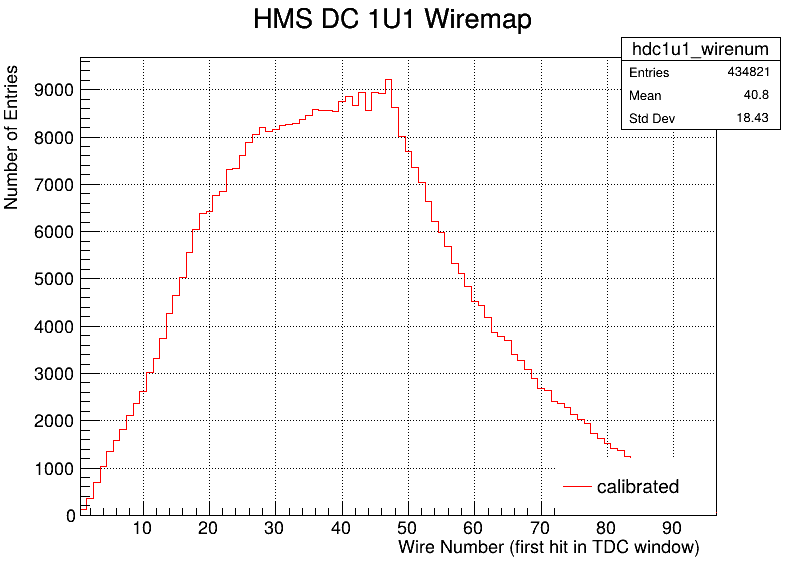 HMS DC 1U1 Wiremap
hdc1u1_wirenum
Entries 434821
Mean 40.8
Std Dev 18.43
Number of Entries
9000
8000
7000
6000
5000
4000
3000
2000
1000
0
calibrated
10 20 30 40 50 60 70 80 90
Wire Number (first hit in TDC window)